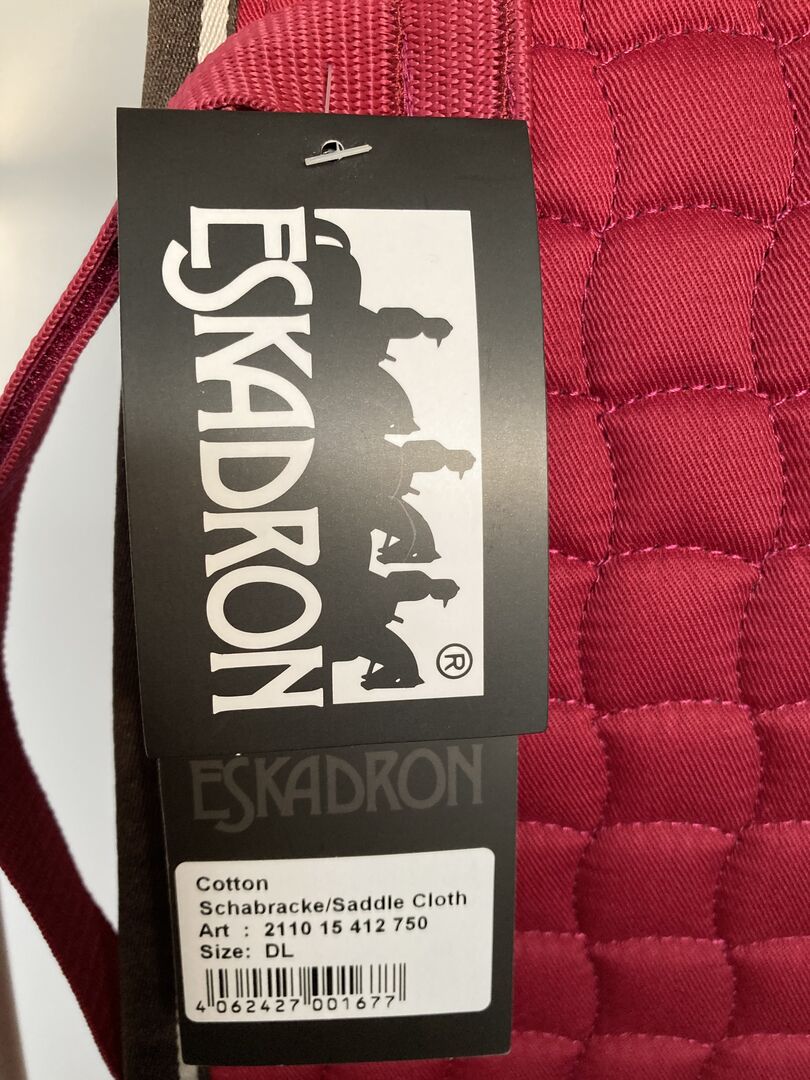 ESKADRON
®
ESKADRON
Cotton
Schabracke/Saddle Cloth
Art : 2110 15 412 750
Size: DL
4 062427 001677